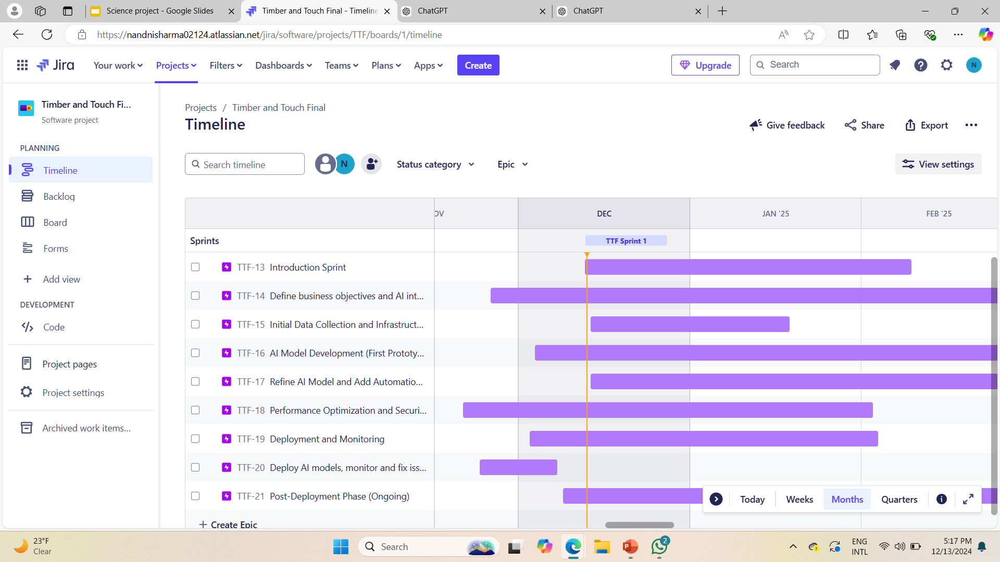 Science project - Google Slides
Timber and Touch Final - Timeline
ChatGPT
ChatGPT
https://nandnisharma02124.atlassian.net/jira/software/projects/TTF/boards/1/timeline
Jira
Your work
Projects
Filters
Dashboards
Teams
Plans
Apps
Create
Upgrade
Search
N
Timber and Touch Fi...
Software project
PLANNING
Timeline
Backlog
Board
Forms
Add view
DEVELOPMENT
Code
Project pages
Project settings
Archived work items...
Projects / Timber and Touch Final
Timeline
Give feedback
Share
Export
Search timeline
N
Status category
Epic
View settings
OV
DEC
JAN '25
FEB '25
Sprints
TTF Sprint 1
TTF-13 Introduction Sprint
TTF-14 Define business objectives and AI int...
TTF-15 Initial Data Collection and Infrastruct...
TTF-16 AI Model Development (First Prototy...
TTF-17 Refine AI Model and Add Automatio...
TTF-18 Performance Optimization and Securi...
TTF-19 Deployment and Monitoring
TTF-20 Deploy AI models, monitor and fix iss...
TTF-21 Post-Deployment Phase (Ongoing)
Today
Weeks
Months
Quarters
+ Create Epic
23°F
Clear
Search
2
ENG
INTL
5:17 PM
12/13/2024